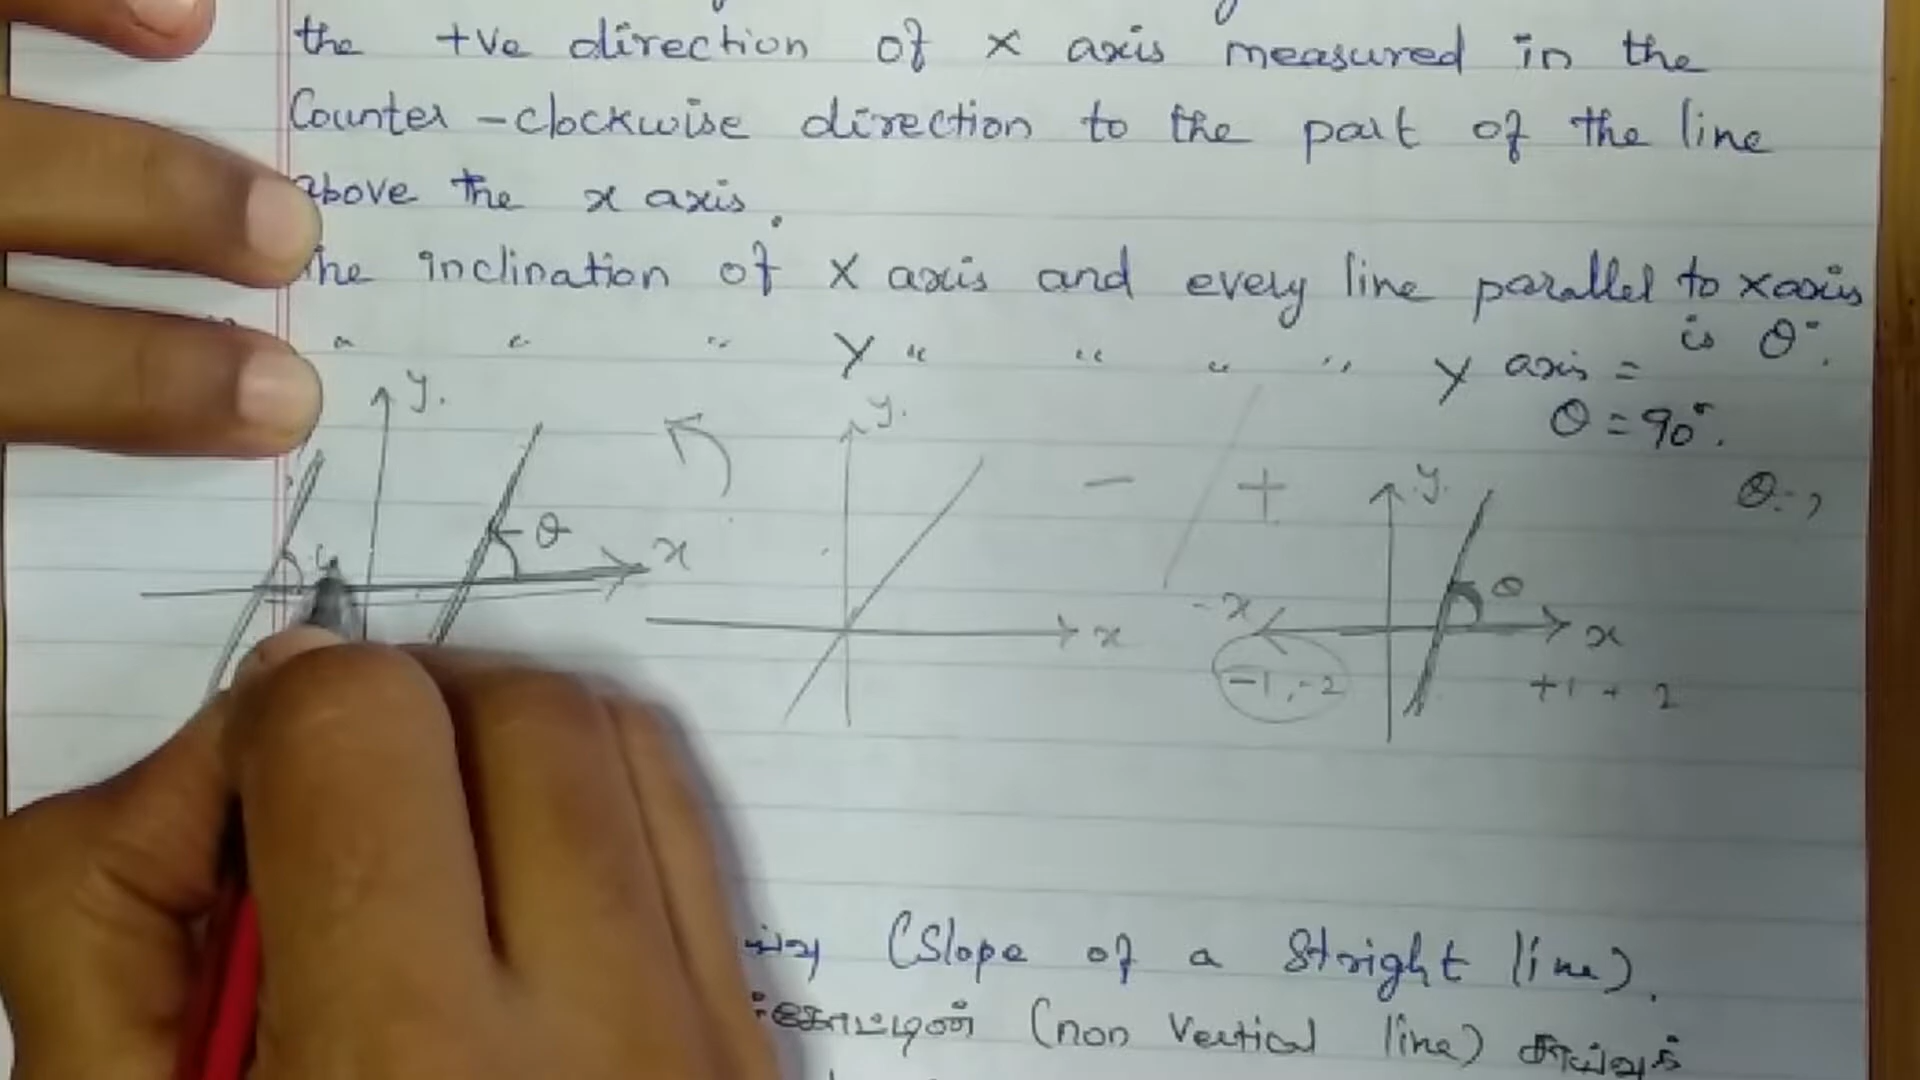 the +ve direction of x axis measured in the
Counter-clockwise direction to the part of the line
above the x axis.
The inclination of X axis and every line parallel to x axis
is 0°.
" " " Y " " " " Y axis =
θ = 90°.
y.
θ
x
y.
x
- +
y.
θ
-x
x
-1, -2
+1 + 2
(Slope of a Stright line).
(non Vertical line)